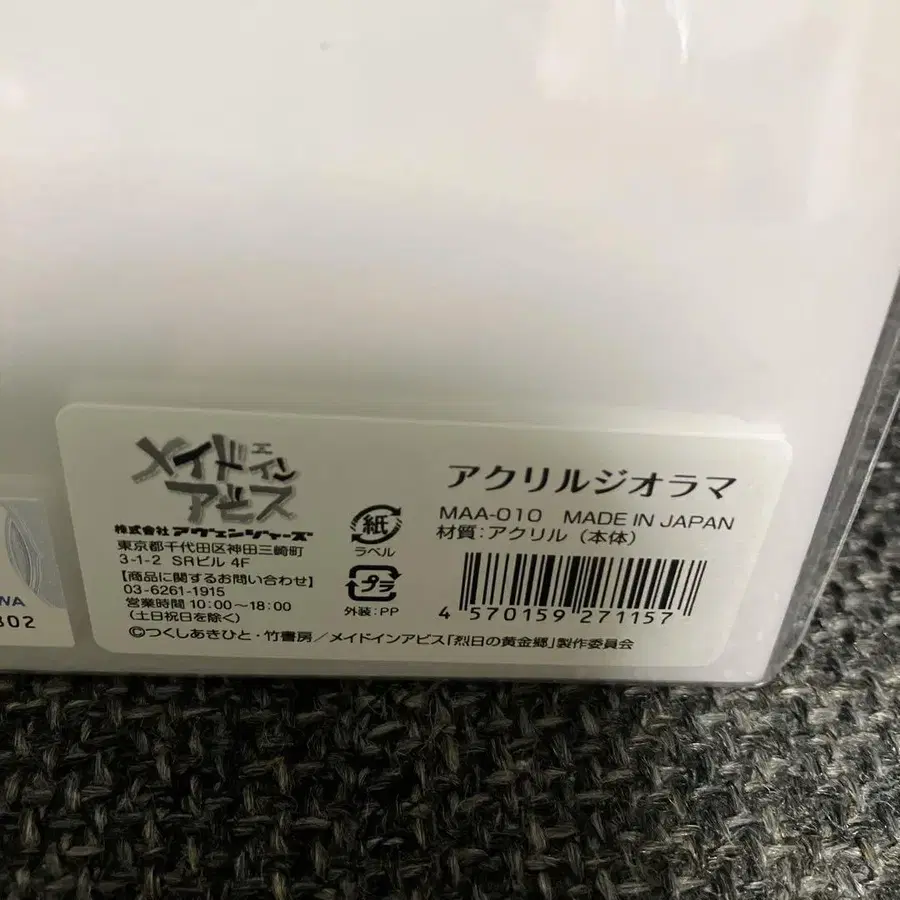 メイドインアビス
株式会社 アヴェンジャーズ
東京都千代田区神田三崎町
3-1-2 SRビル 4F
【商品に関するお問い合わせ】
03-6261-1915
営業時間 10:00〜18:00
(土日祝日を除く)
紙
ラベル
プラ
外装:PP
アクリルジオラマ
MAA-010 MADE IN JAPAN
材質:アクリル(本体)
4 570159 271157
©つくしあきひと・竹書房/メイドインアビス「烈日の黄金郷」製作委員会